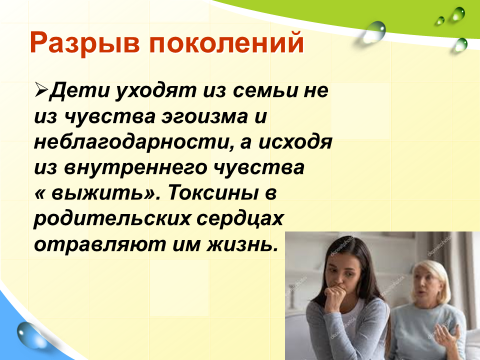 Разрыв поколений
➢Дети уходят из семьи не
из чувства эгоизма и
неблагодарности, а исходя
из внутреннего чувства
« выжить». Токсины в
родительских сердцах
отравляют им жизнь.